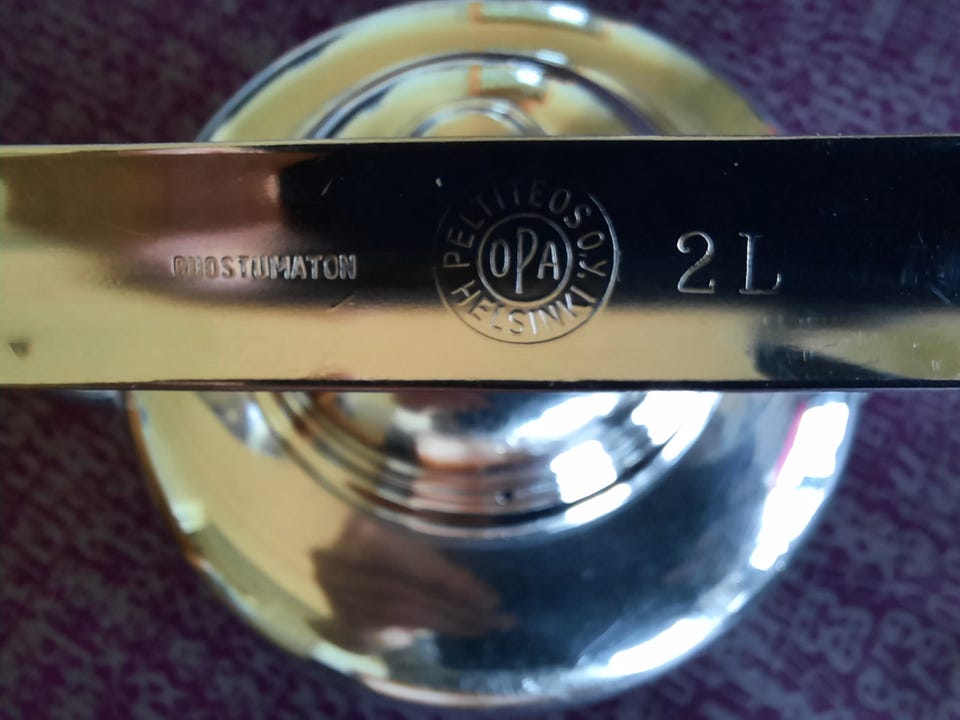 RUOSTUMATON
PELTITEOS O.Y.
OPA
HELSINKI
2L